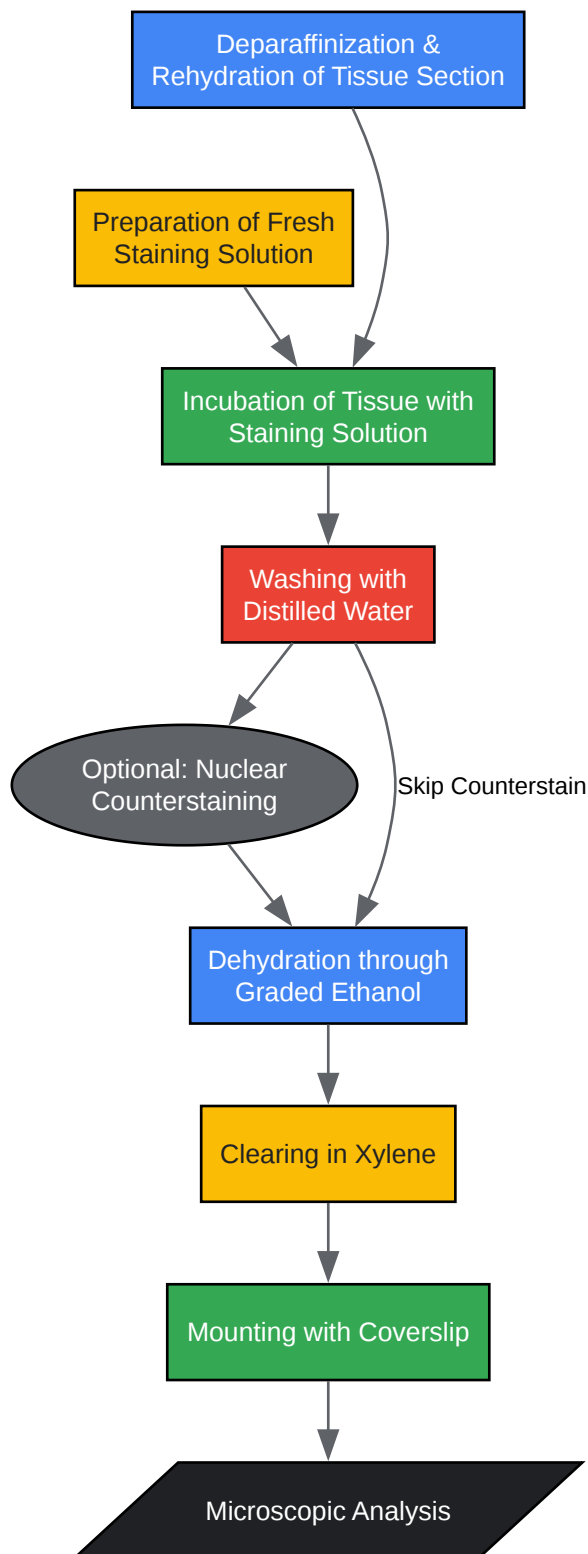 Deparaffinization &
Rehydration of Tissue Section
Preparation of Fresh
Staining Solution
Incubation of Tissue with
Staining Solution
Washing with
Distilled Water
Optional: Nuclear
Counterstaining
Skip Counterstain
Dehydration through
Graded Ethanol
Clearing in Xylene
Mounting with Coverslip
Microscopic Analysis